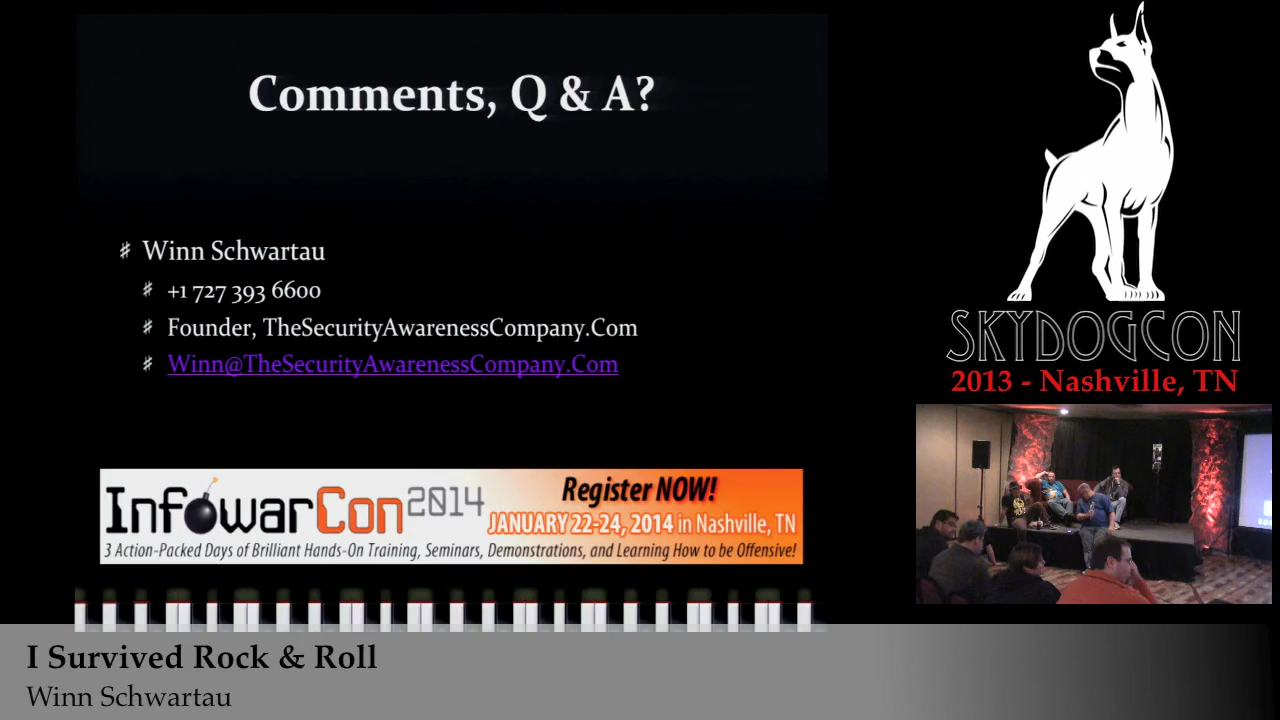 Comments, Q & A?
Winn Schwartau
+1 727 393 6600
Founder, TheSecurityAwarenessCompany.Com
Winn@TheSecurityAwarenessCompany.Com
InfowarCon 2014
Register NOW!
JANUARY 22-24, 2014 in Nashville, TN
3 Action-Packed Days of Brilliant Hands-On Training, Seminars, Demonstrations, and Learning How to be Offensive!
SKYDOGCON
2013 - Nashville, TN
I Survived Rock & Roll
Winn Schwartau